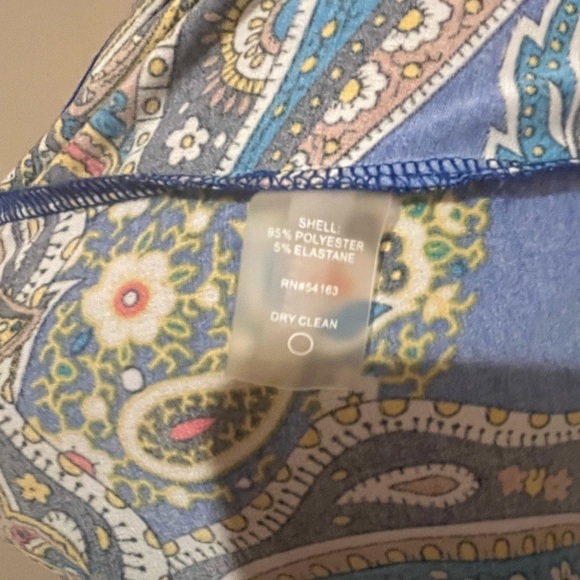 SHELL:
95% POLYESTER
5% ELASTANE
RN#54163
DRY CLEAN